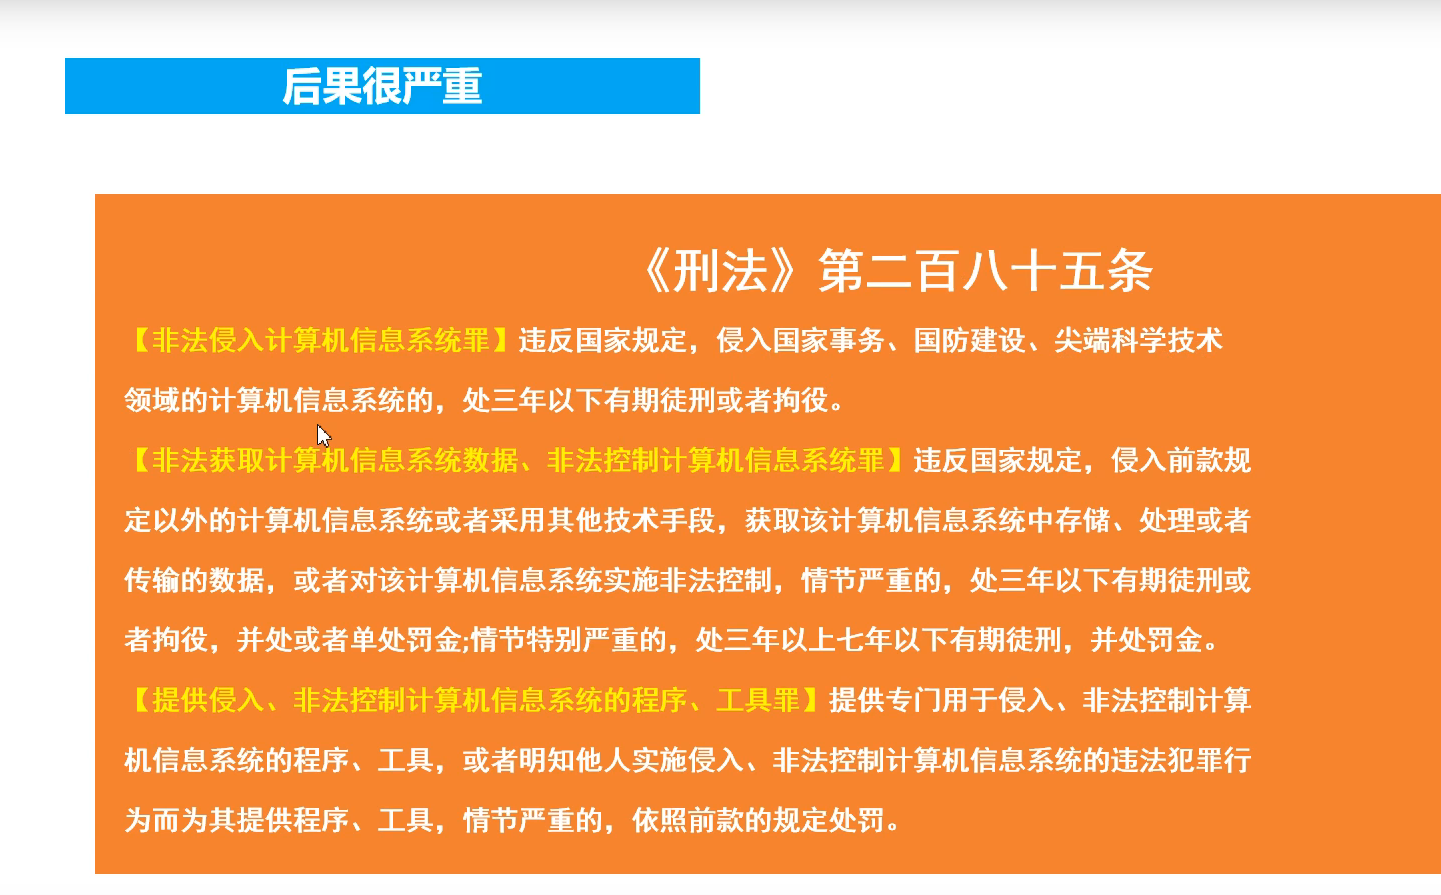 后果很严重
《刑法》第二百八十五条
【非法侵入计算机信息系统罪】违反国家规定，侵入国家事务、国防建设、尖端科学技术
领域的计算机信息系统的，处三年以下有期徒刑或者拘役。
【非法获取计算机信息系统数据、非法控制计算机信息系统罪】违反国家规定，侵入前款规
定以外的计算机信息系统或者采用其他技术手段，获取该计算机信息系统中存储、处理或者
传输的数据，或者对该计算机信息系统实施非法控制，情节严重的，处三年以下有期徒刑或
者拘役，并处或者单处罚金;情节特别严重的，处三年以上七年以下有期徒刑，并处罚金。
【提供侵入、非法控制计算机信息系统的程序、工具罪】提供专门用于侵入、非法控制计算
机信息系统的程序、工具，或者明知他人实施侵入、非法控制计算机信息系统的违法犯罪行
为而为其提供程序、工具，情节严重的，依照前款的规定处罚。